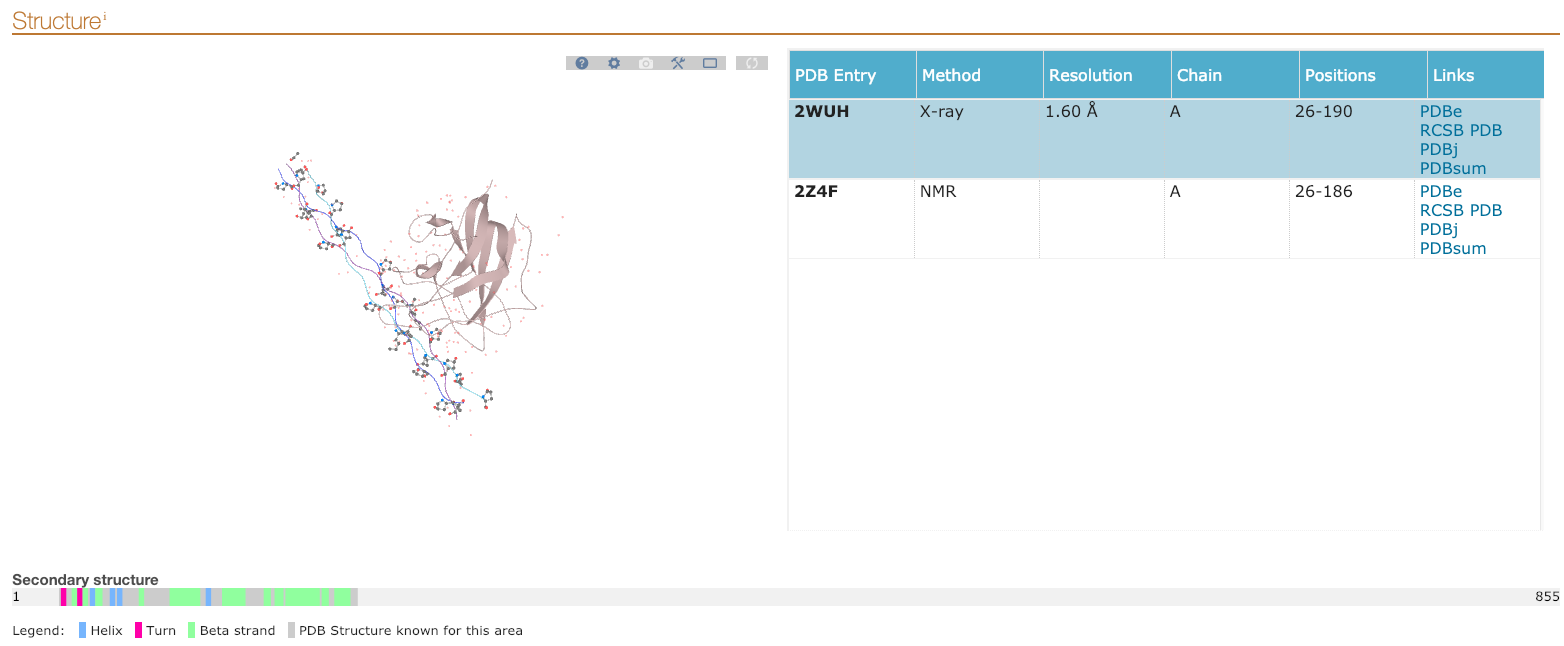 Structure i
PDB Entry Method Resolution Chain Positions Links
2WUH X-ray 1.60 Å A 26-190 PDBe
RCSB PDB
PDBj
PDBsum
2Z4F NMR A 26-186 PDBe
RCSB PDB
PDBj
PDBsum
Secondary structure
1 855
Legend: Helix Turn Beta strand PDB Structure known for this area